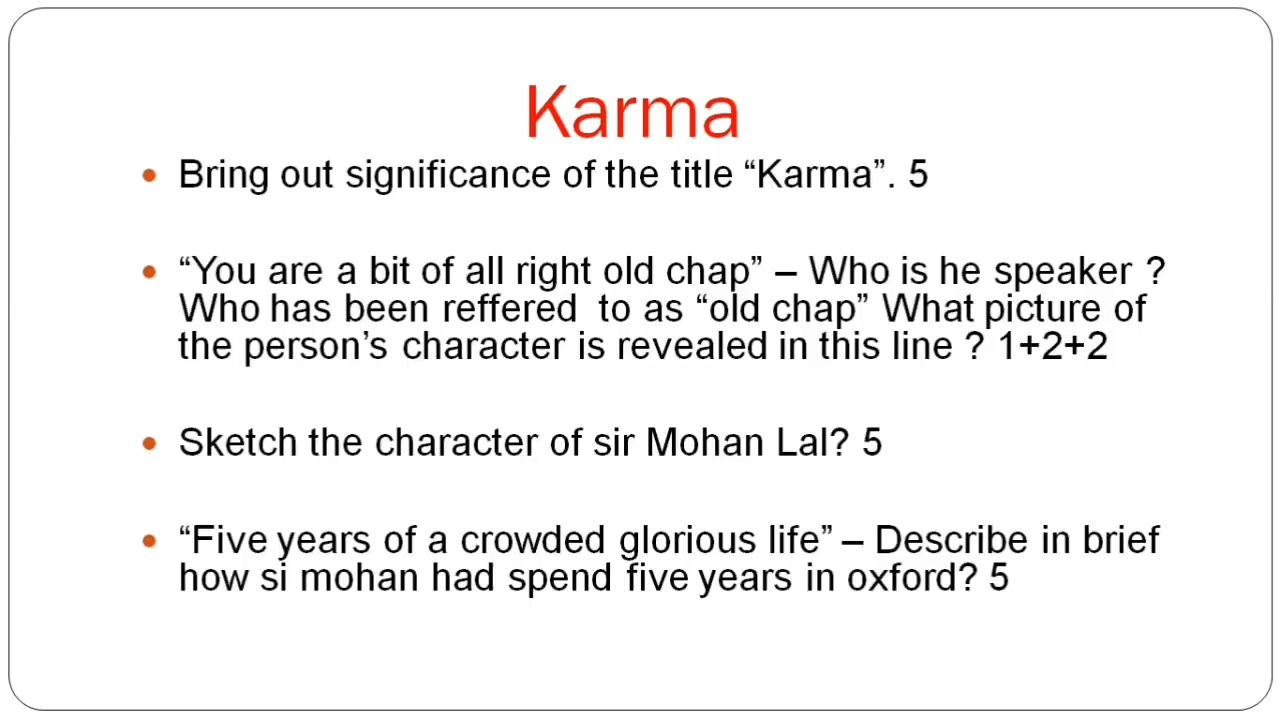 Karma
• Bring out significance of the title “Karma”. 5
• “You are a bit of all right old chap” – Who is he speaker ?
Who has been reffered  to as “old chap” What picture of
the person’s character is revealed in this line ? 1+2+2
• Sketch the character of sir Mohan Lal? 5
• “Five years of a crowded glorious life” – Describe in brief
how si mohan had spend five years in oxford? 5